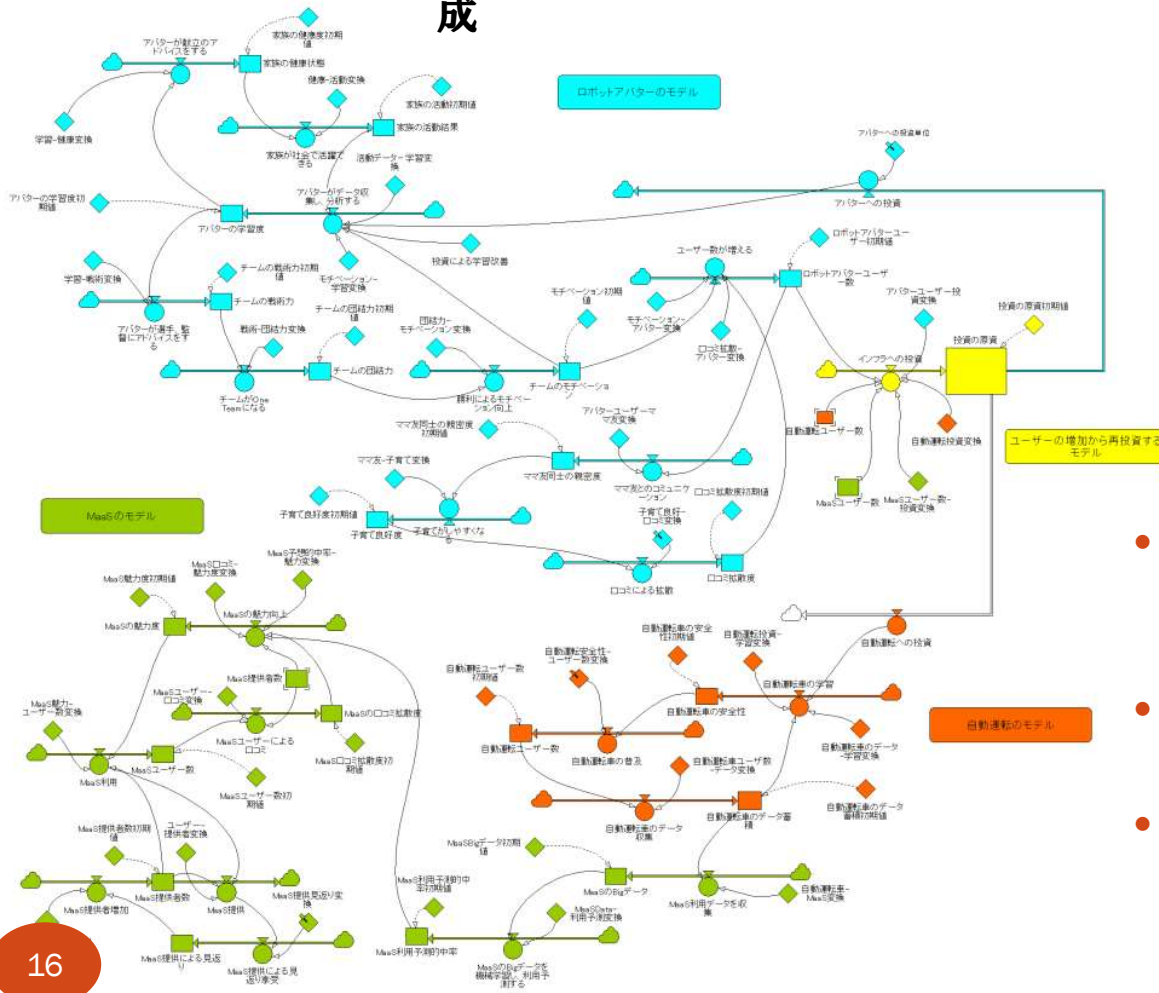 成
アバターが献立のア
ドバイスをする
家族の健康度初期
値
家族の健康状態
健康-活動変換
家族の活動初期値
学習-健康変換
家族の活動結果
家族が社会で活躍で
きる
活動データ-学習変
換
ロボットアバターのモデル
アバターへの投資単位
アバターへの投資
アバターの学習度初
期値
アバターがデータ収
集し、分析する
アバターの学習度
投資による学習改善
モチベーション-
学習変換
学習-戦術変換
チームの戦術力初期
値
チームの戦術力
アバターが選手、監
督にアドバイスをす
る
戦術-団結力変換
チームの団結力初期
値
チームの団結力
チームがOne
Teamになる
団結力-
モチベーション変換
勝利によるモチベー
ション向上
モチベーション初期
値
チームのモチベーショ
ン
ユーザー数が増える
ロボットアバターユー
ザー初期値
ロボットアバターユーザ
ー数
モチベーション-
アバター変換
口コミ拡散-
アバター変換
アバターユーザー投
資変換
投資の原資初期値
投資の原資
インフラへの投資
自動運転ユーザー数
自動運転投資変換
MaaSユーザー数
MaaSユーザー数-
投資変換
ユーザーの増加から再投資する
モデル
ママ友同士の親密度
初期値
アバターユーザーマ
マ友変換
ママ友同士の親密度
ママ友とのコミュニケ
ーション
ママ友-子育て変換
子育て良好度初期値
子育て良好度
子育てがしやすくな
る
子育て良好-
口コミ変換
口コミ拡散度初期値
口コミによる拡散
口コミ拡散度
MaaSのモデル
MaaS魅力度初期値
MaaS口コミ-
魅力度変換
MaaS予想的中率-
魅力変換
MaaSの魅力度
MaaSの魅力向上
MaaS提供者数
MaaSユーザー-
口コミ変換
MaaSの口コミ拡散度
MaaSユーザーによる
口コミ
MaaS口コミ拡散度初
期値
MaaS魅力-
ユーザー数変換
MaaSユーザー数
MaaS利用
MaaSユーザー数初
期値
MaaS提供者数初期
値
ユーザー-
提供者変換
MaaS提供者増加
MaaS提供者数
MaaS提供
MaaS提供見返り変
換
MaaS提供による見返
り
MaaS提供による見
返り享受
MaaS利用予測的中
率初期値
MaaS利用予測的中率
MaaSのBigデータを
機械学習し、利用予
測する
MaaSBigデータ初期
値
MaaSのBigデータ
MaaSData-
利用予測変換
MaaS利用データを収
集
自動運転車-
MaaS変換
自動運転への投資
自動運転車の安全
性初期値
自動運転投資-
学習変換
自動運転車の学習
自動運転安全性-
ユーザー数変換
自動運転ユーザー数
初期値
自動運転車の安全性
自動運転ユーザー数
自動運転車の普及
自動運転車のデータ
-学習変換
自動運転のモデル
自動運転車ユーザ数
-データ変換
自動運転車のデータ
収集
自動運転車のデータ蓄
積
自動運転車のデータ
蓄積初期値
16